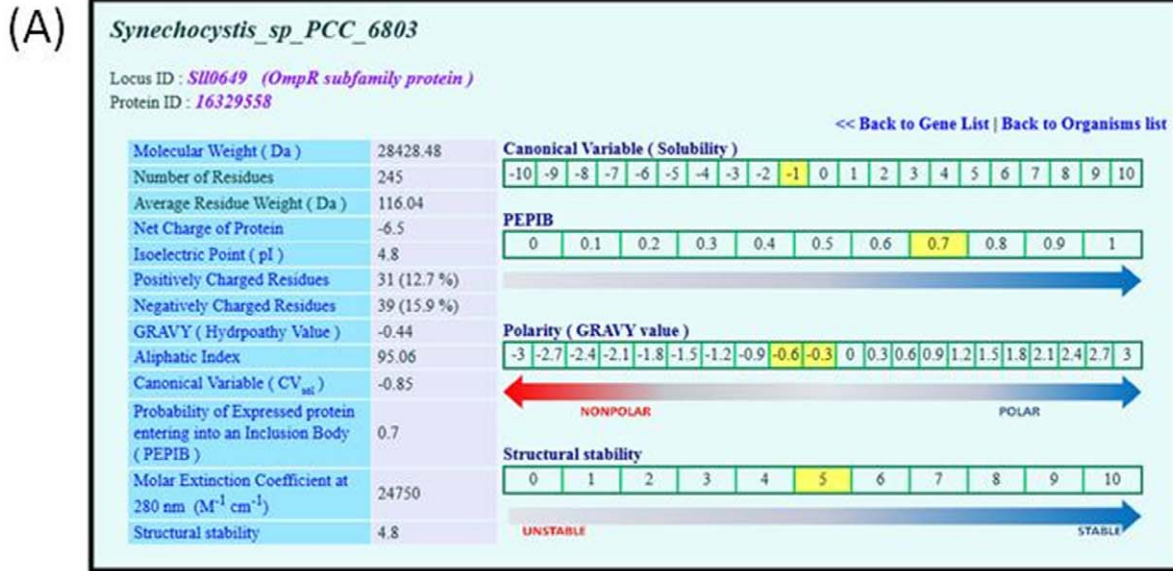 (A)
Synechocystis_sp_PCC_6803
Locus ID : Sll0649 (OmpR subfamily protein )
Protein ID : 16329558
<< Back to Gene List | Back to Organisms list
Molecular Weight ( Da ) 28428.48
Number of Residues 245
Average Residue Weight ( Da ) 116.04
Net Charge of Protein -6.5
Isoelectric Point ( pI ) 4.8
Positively Charged Residues 31 (12.7 %)
Negatively Charged Residues 39 (15.9 %)
GRAVY ( Hydrpoathy Value ) -0.44
Aliphatic Index 95.06
Canonical Variable ( CVsol ) -0.85
Probability of Expressed protein
entering into an Inclusion Body 0.7
( PEPIB )
Molar Extinction Coefficient at
280 nm (M-1 cm-1) 24750
Structural stability 4.8
Canonical Variable ( Solubility )
-10 -9 -8 -7 -6 -5 -4 -3 -2 -1 0 1 2 3 4 5 6 7 8 9 10
PEPIB
0 0.1 0.2 0.3 0.4 0.5 0.6 0.7 0.8 0.9 1
Polarity ( GRAVY value )
-3 -2.7 -2.4 -2.1 -1.8 -1.5 -1.2 -0.9 -0.6 -0.3 0 0.3 0.6 0.9 1.2 1.5 1.8 2.1 2.4 2.7 3
NONPOLAR POLAR
Structural stability
0 1 2 3 4 5 6 7 8 9 10
UNSTABLE STABLE